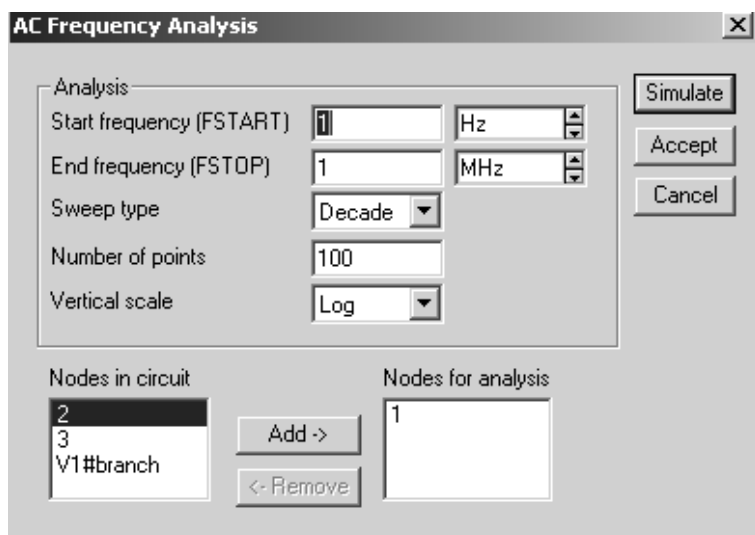 AC Frequency Analysis
Analysis
Start frequency (FSTART) 1 Hz
End frequency (FSTOP) 1 MHz
Sweep type Decade
Number of points 100
Vertical scale Log
Simulate
Accept
Cancel
Nodes in circuit
2
3
V1#branch
Add ->
<- Remove
Nodes for analysis
1